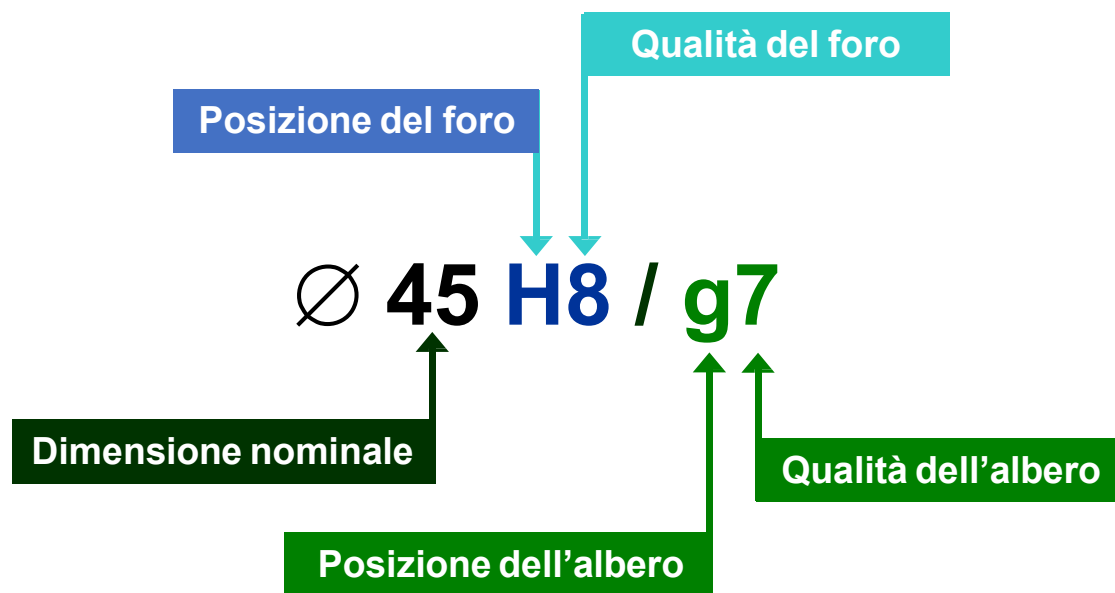 Qualità del foro
Posizione del foro
∅ 45 H8 / g7
Dimensione nominale
Qualità dell’albero
Posizione dell’albero